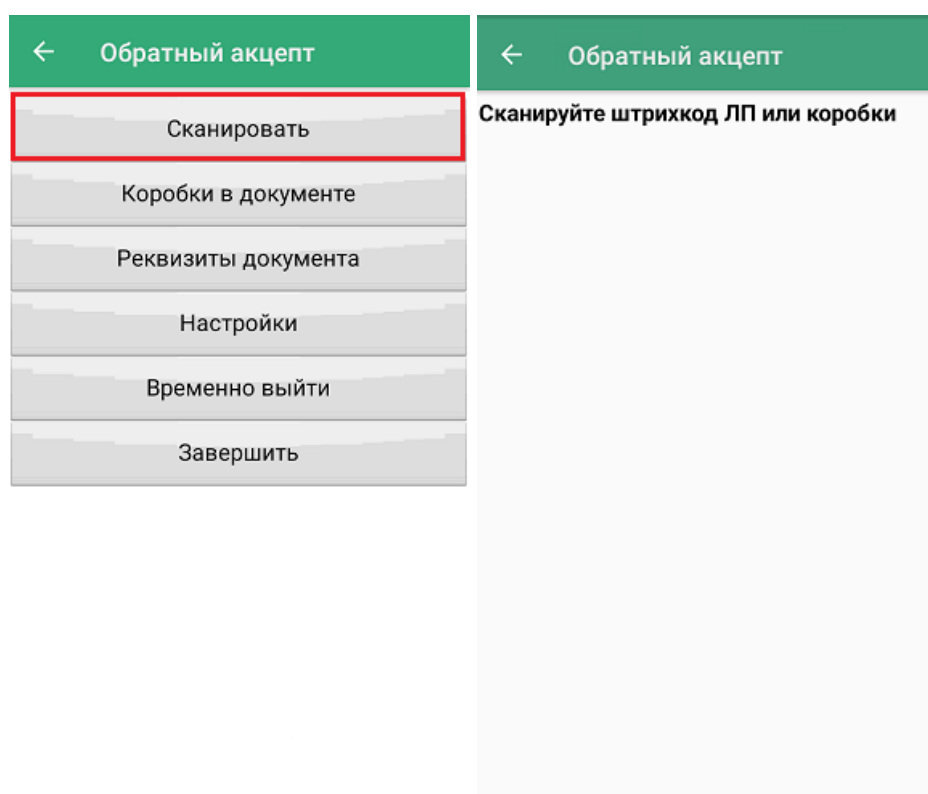 Обратный акцепт
Сканировать
Коробки в документе
Реквизиты документа
Настройки
Временно выйти
Завершить
Обратный акцепт
Сканируйте штрихкод ЛП или коробки